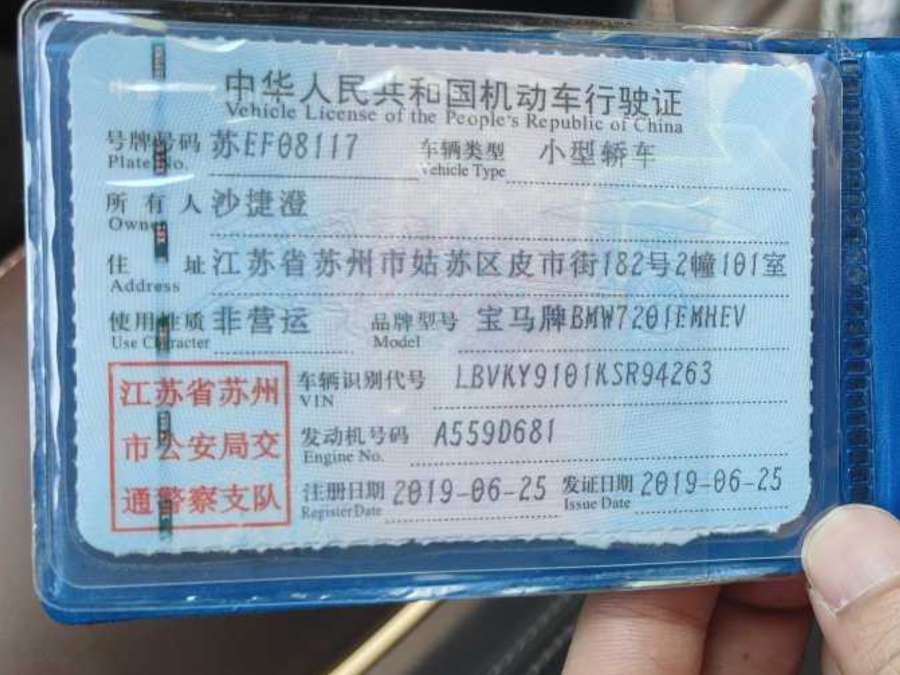 中华人民共和国机动车行驶证
Vehicle License of the People's Republic of China
号牌号码 苏EF08117 车辆类型 小型轿车
Plate No. Vehicle Type
所有人 沙捷澄
Owner
住址 江苏省苏州市姑苏区皮市街182号2幢101室
Address
使用性质 非营运 品牌型号 宝马牌BMW7201EMHEV
Use Character Model
车辆识别代号 LBVKY9101KSR94263
VIN
发动机号码 A559D681
Engine No.
注册日期 2019-06-25 发证日期 2019-06-25
Register Date Issue Date
江苏省苏州
市公安局交
通警察支队